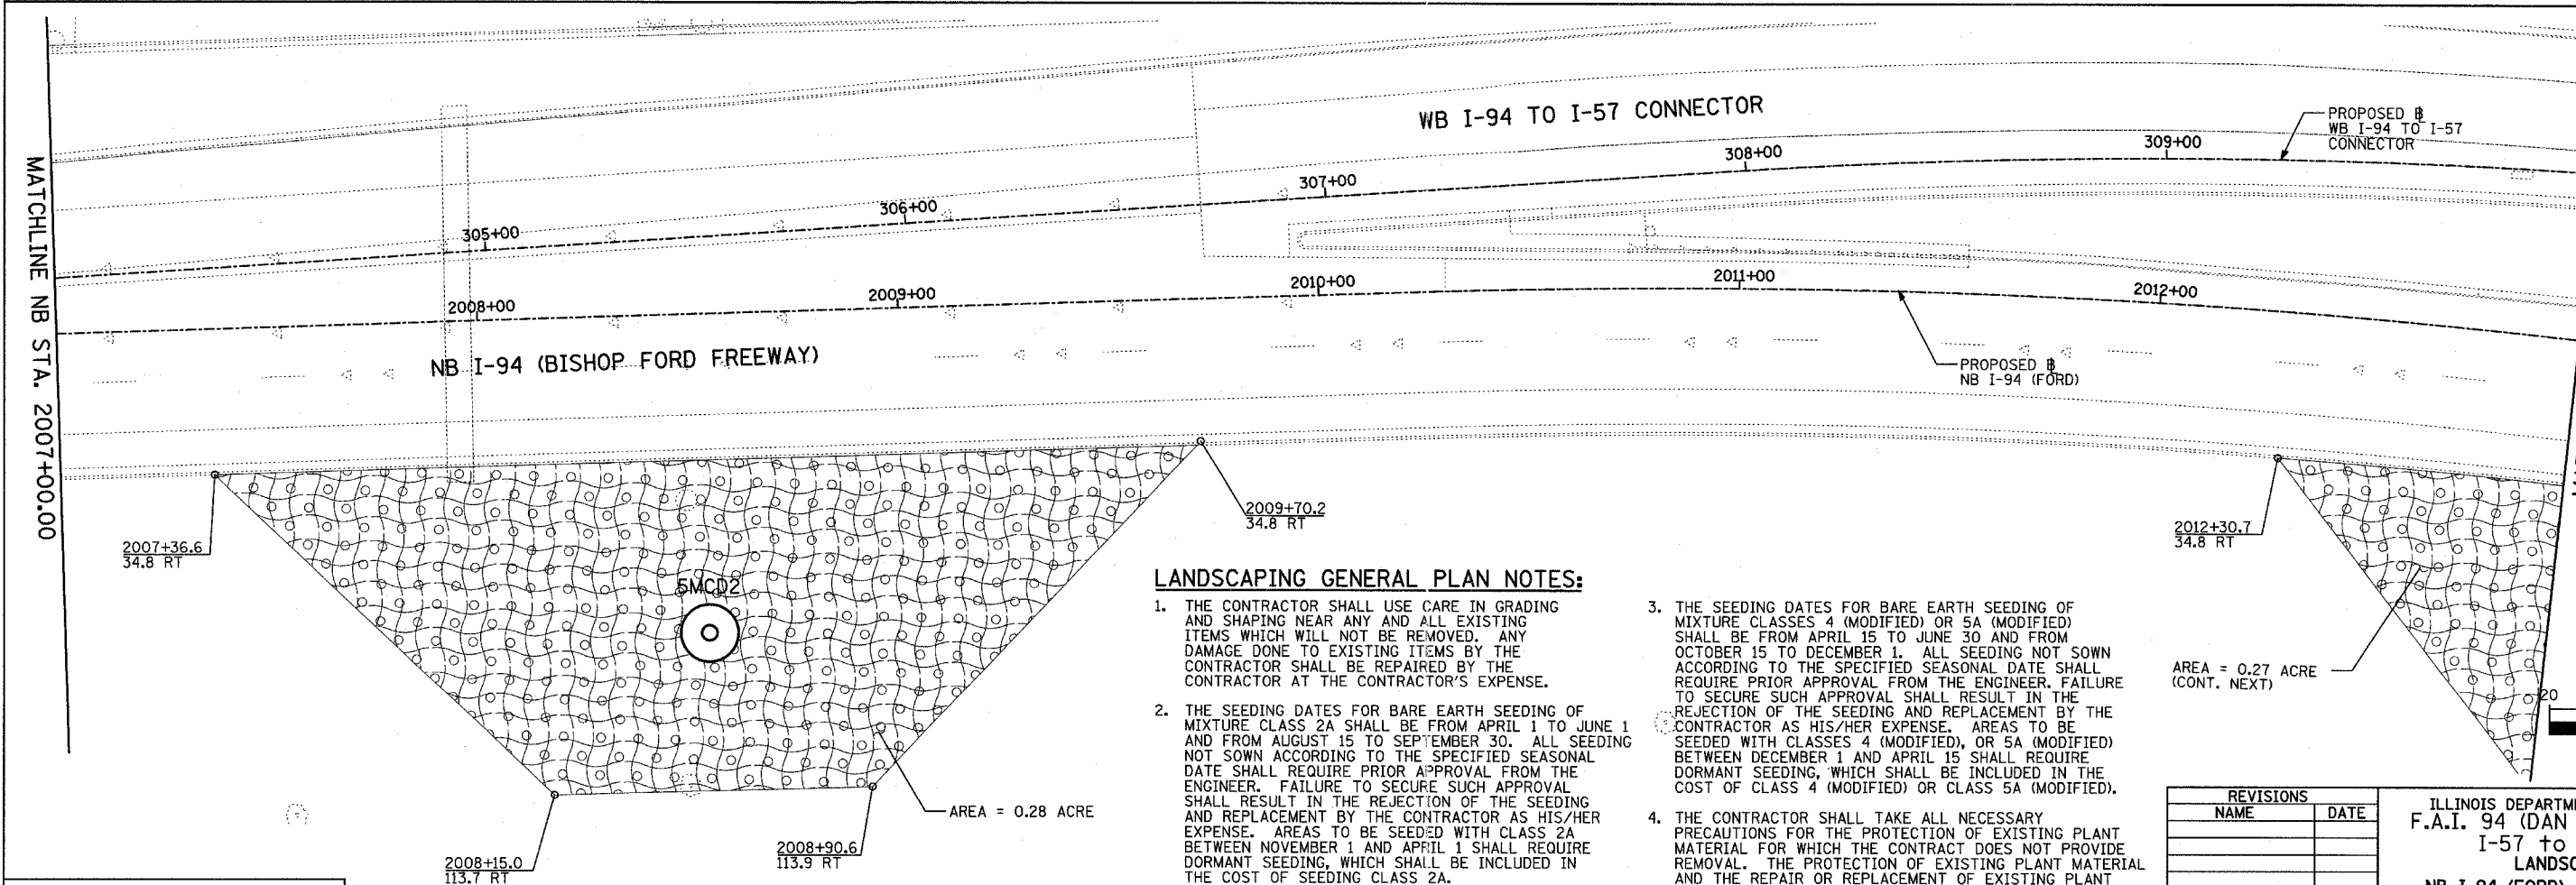 MATCHLINE NB STA. 2007+00.00
WB I-94 TO I-57 CONNECTOR
PROPOSED ⅊
WB I-94 TO I-57
CONNECTOR
305+00
306+00
307+00
308+00
309+00
2008+00
2009+00
2010+00
2011+00
2012+00
NB I-94 (BISHOP FORD FREEWAY)
PROPOSED ⅊
NB I-94 (FORD)
2007+36.6
34.8 RT
2009+70.2
34.8 RT
2012+30.7
34.8 RT
5MCD2
AREA = 0.28 ACRE
2008+15.0
113.7 RT
2008+90.6
113.9 RT
AREA = 0.27 ACRE
(CONT. NEXT)
20
LANDSCAPING GENERAL PLAN NOTES:
1. THE CONTRACTOR SHALL USE CARE IN GRADING
AND SHAPING NEAR ANY AND ALL EXISTING
ITEMS WHICH WILL NOT BE REMOVED. ANY
DAMAGE DONE TO EXISTING ITEMS BY THE
CONTRACTOR SHALL BE REPAIRED BY THE
CONTRACTOR AT THE CONTRACTOR'S EXPENSE.
2. THE SEEDING DATES FOR BARE EARTH SEEDING OF
MIXTURE CLASS 2A SHALL BE FROM APRIL 1 TO JUNE 1
AND FROM AUGUST 15 TO SEPTEMBER 30. ALL SEEDING
NOT SOWN ACCORDING TO THE SPECIFIED SEASONAL
DATE SHALL REQUIRE PRIOR APPROVAL FROM THE
ENGINEER. FAILURE TO SECURE SUCH APPROVAL
SHALL RESULT IN THE REJECTION OF THE SEEDING
AND REPLACEMENT BY THE CONTRACTOR AS HIS/HER
EXPENSE. AREAS TO BE SEEDED WITH CLASS 2A
BETWEEN NOVEMBER 1 AND APRIL 1 SHALL REQUIRE
DORMANT SEEDING, WHICH SHALL BE INCLUDED IN
THE COST OF SEEDING CLASS 2A.
3. THE SEEDING DATES FOR BARE EARTH SEEDING OF
MIXTURE CLASSES 4 (MODIFIED) OR 5A (MODIFIED)
SHALL BE FROM APRIL 15 TO JUNE 30 AND FROM
OCTOBER 15 TO DECEMBER 1. ALL SEEDING NOT SOWN
ACCORDING TO THE SPECIFIED SEASONAL DATE SHALL
REQUIRE PRIOR APPROVAL FROM THE ENGINEER. FAILURE
TO SECURE SUCH APPROVAL SHALL RESULT IN THE
REJECTION OF THE SEEDING AND REPLACEMENT BY THE
CONTRACTOR AS HIS/HER EXPENSE. AREAS TO BE
SEEDED WITH CLASSES 4 (MODIFIED), OR 5A (MODIFIED)
BETWEEN DECEMBER 1 AND APRIL 15 SHALL REQUIRE
DORMANT SEEDING, WHICH SHALL BE INCLUDED IN THE
COST OF CLASS 4 (MODIFIED) OR CLASS 5A (MODIFIED).
4. THE CONTRACTOR SHALL TAKE ALL NECESSARY
PRECAUTIONS FOR THE PROTECTION OF EXISTING PLANT
MATERIAL FOR WHICH THE CONTRACT DOES NOT PROVIDE
REMOVAL. THE PROTECTION OF EXISTING PLANT MATERIAL
AND THE REPAIR OR REPLACEMENT OF EXISTING PLANT
REVISIONS
NAME DATE
ILLINOIS DEPARTM
F.A.I. 94 (DAN
I-57 to
LANDSC
NB I-94 (FORD)